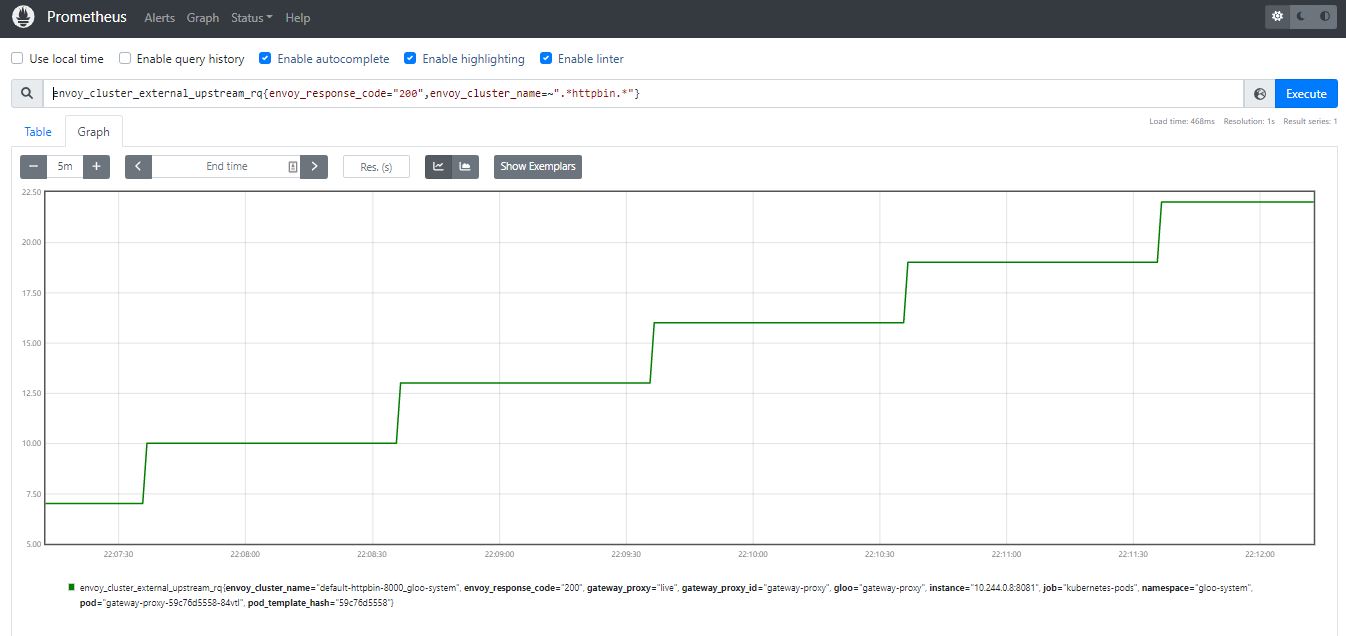 Prometheus Alerts Graph Status Help
Use local time Enable query history Enable autocomplete Enable highlighting Enable linter
envoy_cluster_external_upstream_rq{envoy_response_code="200",envoy_cluster_name=~".*httpbin.*"} Execute
Load time: 468ms Resolution: 1s Result series: 1
Table Graph
− 5m + End time Res. (s) Show Exemplars
22.50
20.00
17.50
15.00
12.50
10.00
7.50
5.00
22:07:30 22:08:00 22:08:30 22:09:00 22:09:30 22:10:00 22:10:30 22:11:00 22:11:30 22:12:00
envoy_cluster_external_upstream_rq{envoy_cluster_name="default-httpbin-8000_gloo-system", envoy_response_code="200", gateway_proxy="live", gateway_proxy_id="gateway-proxy", gloo="gateway-proxy", instance="10.244.0.8:8081", job="kubernetes-pods", namespace="gloo-system",
pod="gateway-proxy-59c76d5558-84vtl", pod_template_hash="59c76d5558"}